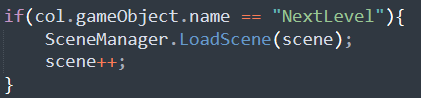 if(col.gameObject.name == "NextLevel"){
    SceneManager.LoadScene(scene);
    scene++;
}